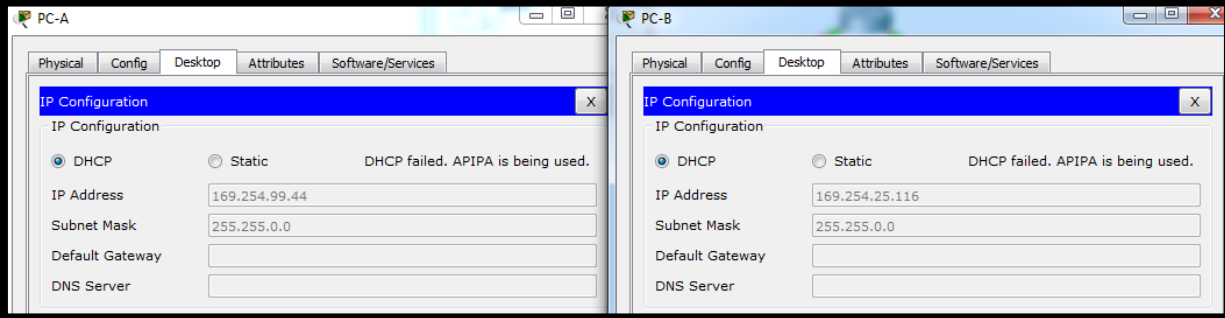 PC-A
Physical Config Desktop Attributes Software/Services
IP Configuration X
IP Configuration
DHCP Static DHCP failed. APIPA is being used.
IP Address 169.254.99.44
Subnet Mask 255.255.0.0
Default Gateway
DNS Server
PC-B
Physical Config Desktop Attributes Software/Services
IP Configuration X
IP Configuration
DHCP Static DHCP failed. APIPA is being used.
IP Address 169.254.25.116
Subnet Mask 255.255.0.0
Default Gateway
DNS Server